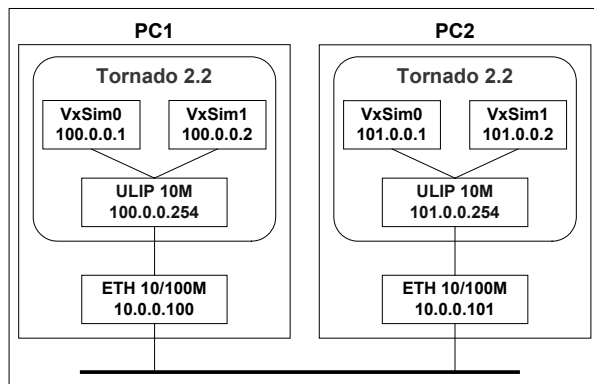 PC1
PC2
Tornado 2.2
Tornado 2.2
VxSim0
100.0.0.1
VxSim1
100.0.0.2
VxSim0
101.0.0.1
VxSim1
101.0.0.2
ULIP 10M
100.0.0.254
ULIP 10M
101.0.0.254
ETH 10/100M
10.0.0.100
ETH 10/100M
10.0.0.101